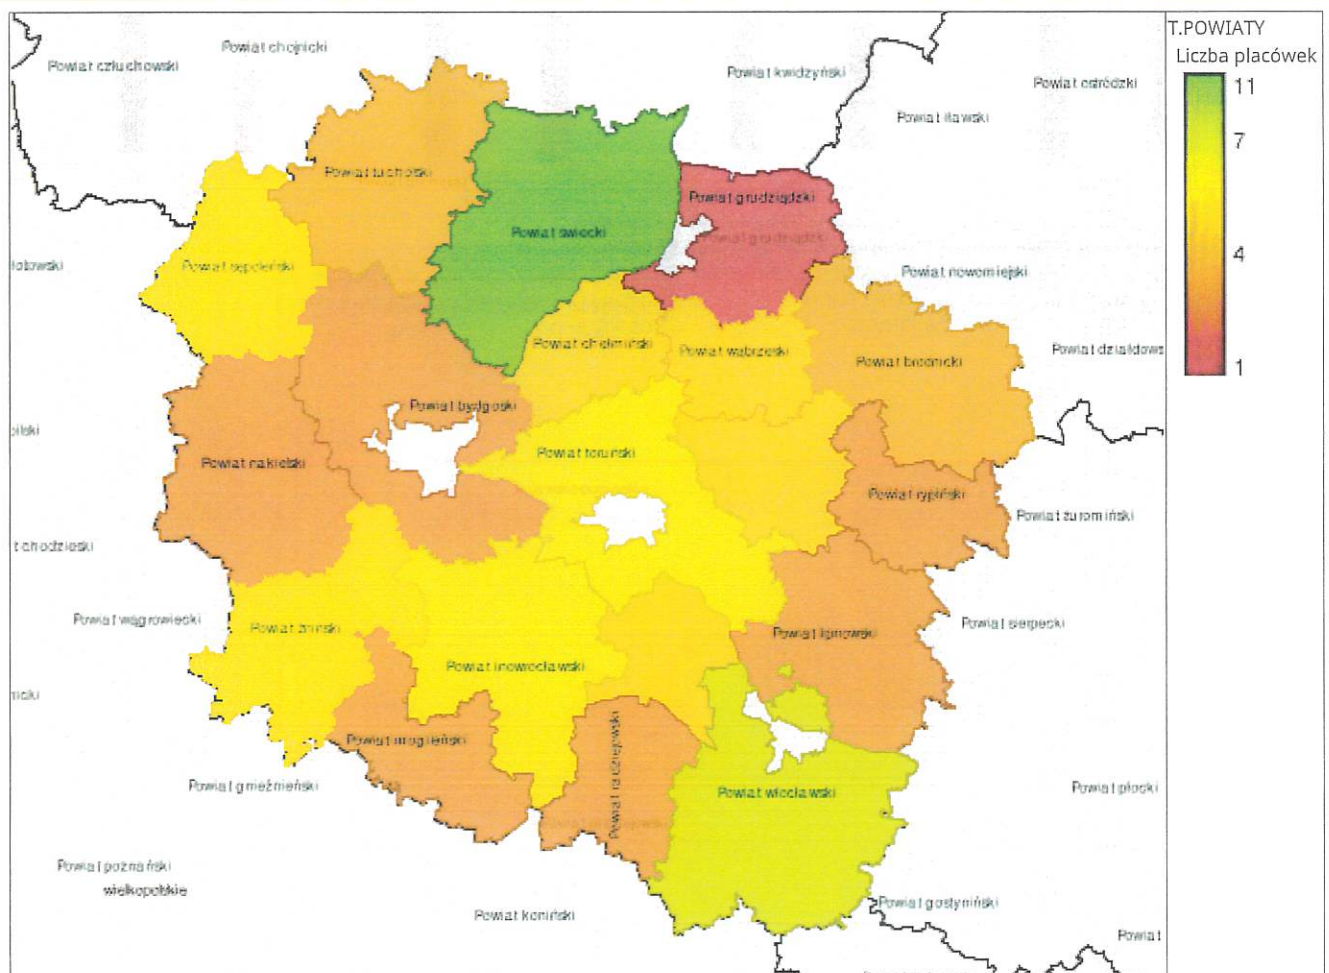 T.POWIATY
Liczba placówek
11
7
4
1
Powiat chojnicki
Powiat człuchowski
Powiat kwidzyński
Powiat ostródzki
Powiat iławski
Powiat tucholski
Powiat grudziądzki
Powiat świecki
Powiat grudziądzki
Powiat sępoleński
Powiat nowomiejski
Powiat chełmiński
Powiat wąbrzeski
Powiat działdows
Powiat brodnicki
Powiat bydgoski
Powiat toruński
Powiat nakielski
Powiat rypiński
Powiat żuromiński
t chodzieski
Powiat wągrowiecki
Powiat sierpecki
Powiat żniński
Powiat lipnowski
Powiat inowrocławski
Powiat mogileński
Powiat radziejowski
Powiat gnieźnieński
Powiat płocki
Powiat włocławski
Powiat poznański
wielkopolskie
Powiat koniński
Powiat gostyniński
Powiat